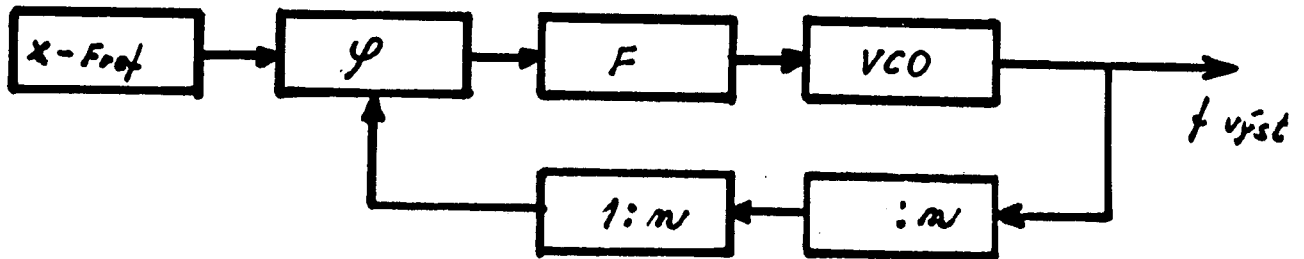 x-Fref
φ
F
VCO
f výst
1:n
:n